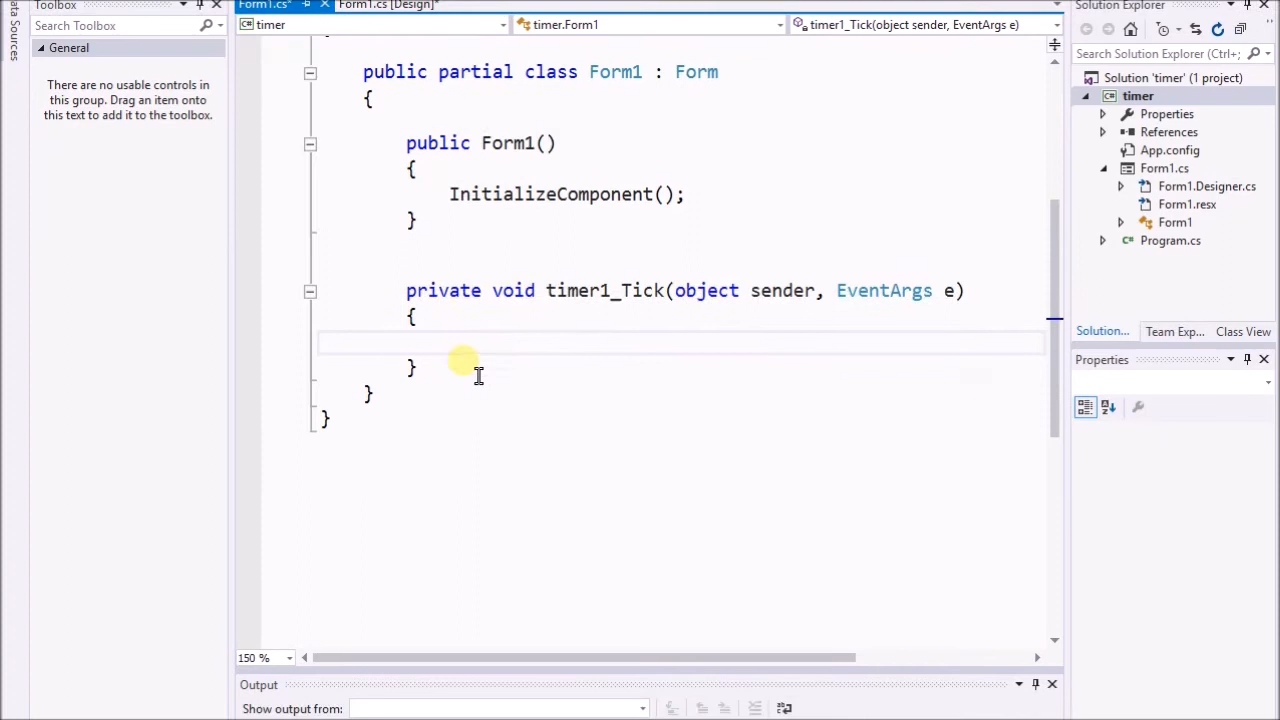 ata Sources
Toolbox
Search Toolbox
General
There are no usable controls in
this group. Drag an item onto
this text to add it to the toolbox.
Form1.cs*
Form1.cs [Design]*
timer
timer.Form1
timer1_Tick(object sender, EventArgs e)
public partial class Form1 : Form
{
public Form1()
{
InitializeComponent();
}
private void timer1_Tick(object sender, EventArgs e)
{
}
}
}
150 %
Output
Show output from:
Solution Explorer
Search Solution Explorer (Ctrl+;
Solution 'timer' (1 project)
timer
Properties
References
App.config
Form1.cs
Form1.Designer.cs
Form1.resx
Form1
Program.cs
Solution... Team Exp... Class View
Properties